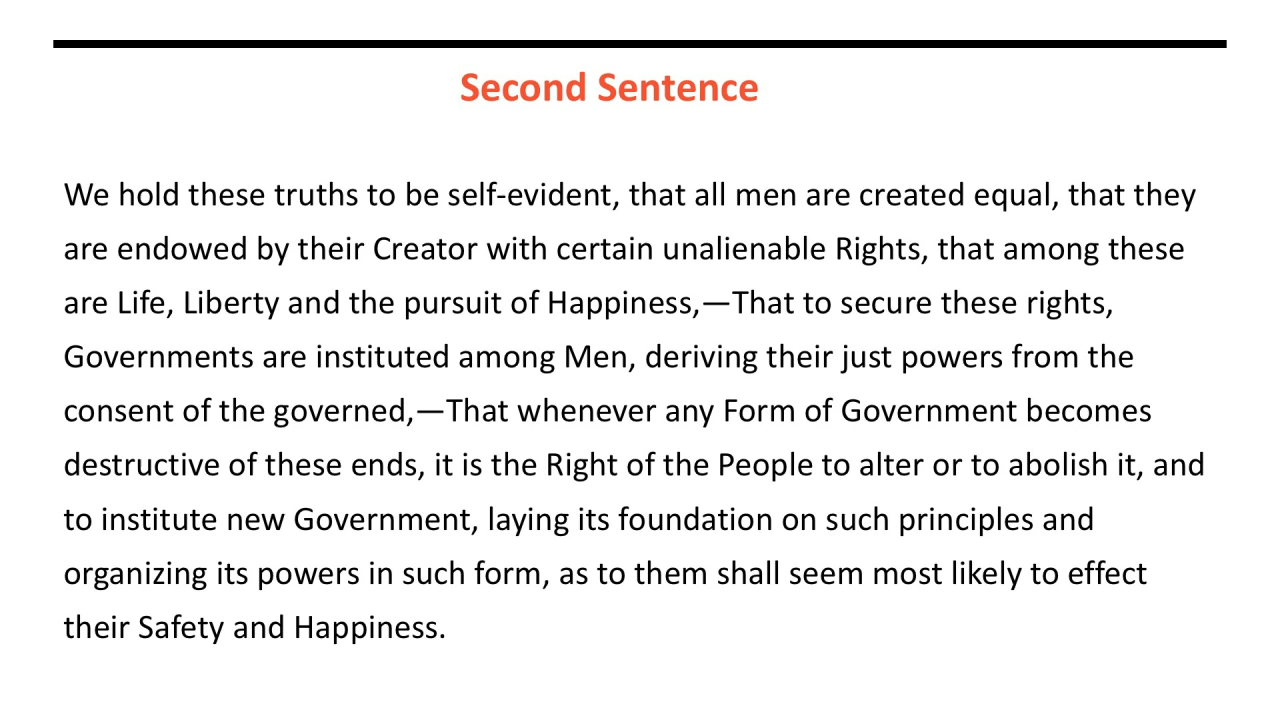 Second Sentence
We hold these truths to be self-evident, that all men are created equal, that they
are endowed by their Creator with certain unalienable Rights, that among these
are Life, Liberty and the pursuit of Happiness,—That to secure these rights,
Governments are instituted among Men, deriving their just powers from the
consent of the governed,—That whenever any Form of Government becomes
destructive of these ends, it is the Right of the People to alter or to abolish it, and
to institute new Government, laying its foundation on such principles and
organizing its powers in such form, as to them shall seem most likely to effect
their Safety and Happiness.